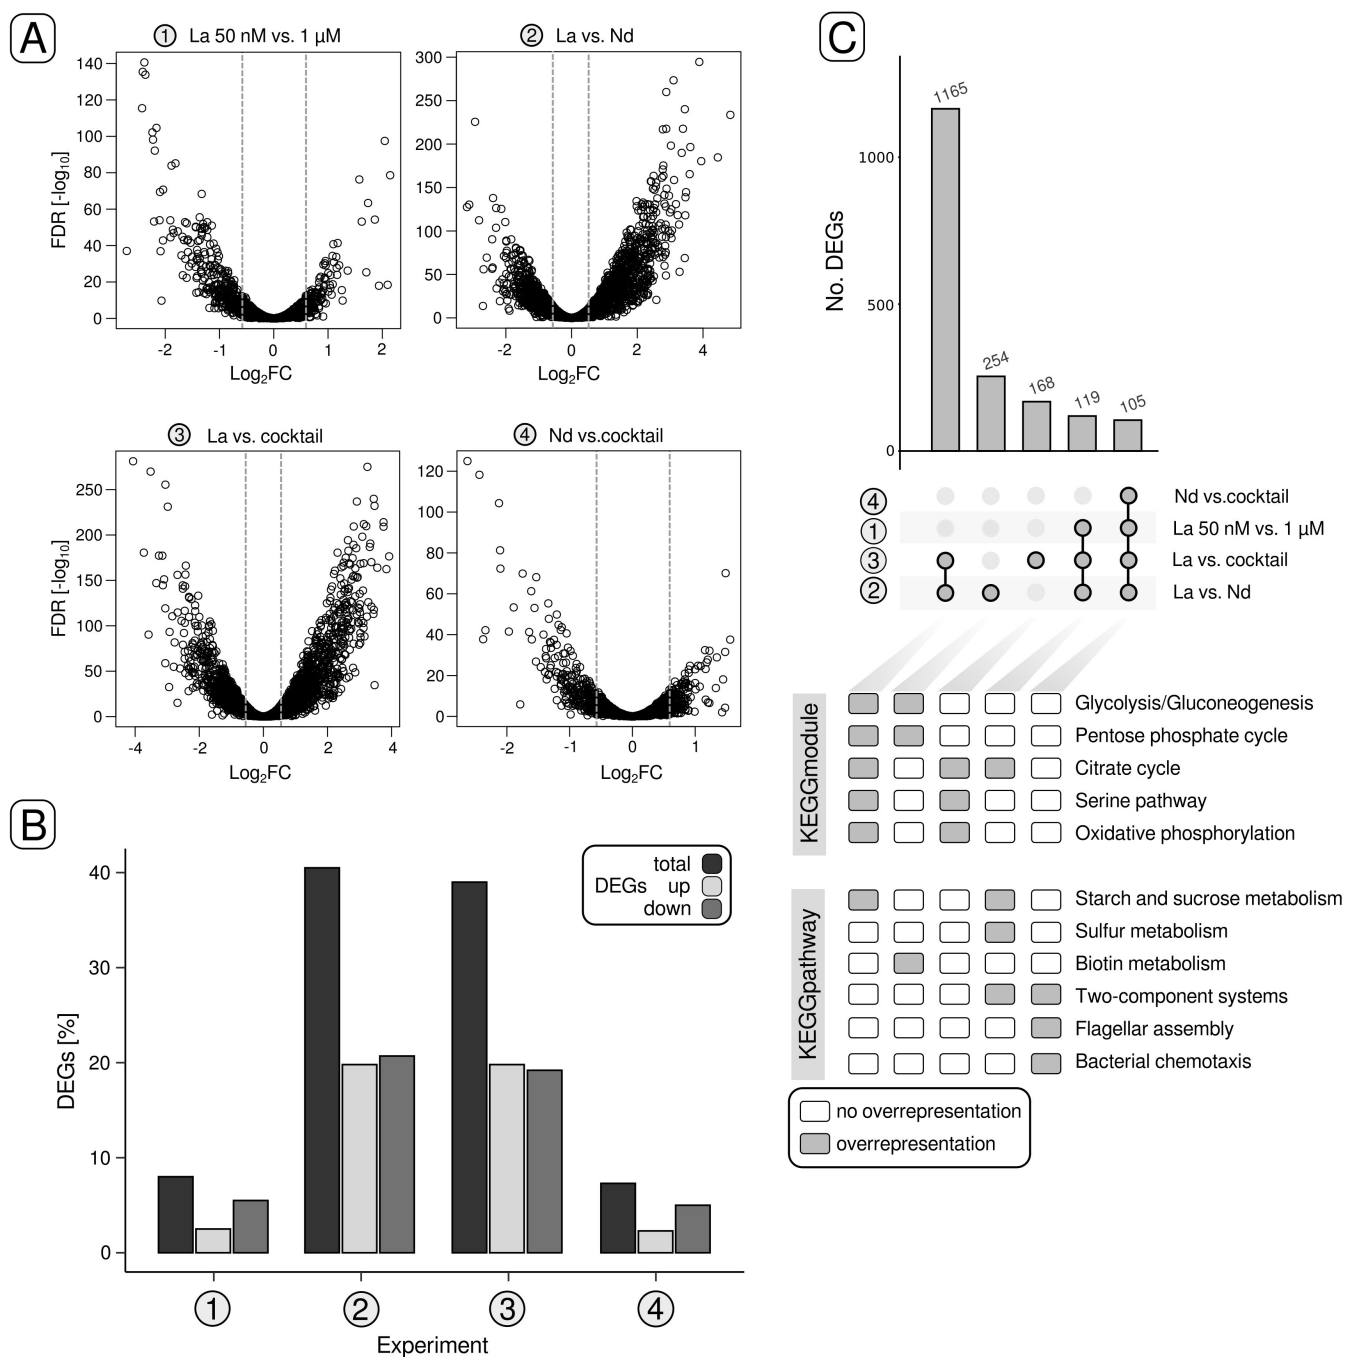 A
1 La 50 nM vs. 1 µM
FDR [-log10]
140
120
100
80
60
40
20
0
-2 -1 0 1 2
Log2FC
2 La vs. Nd
300
250
200
150
100
50
0
-2 0 2 4
Log2FC
3 La vs. cocktail
FDR [-log10]
250
200
150
100
50
0
-4 -2 0 2 4
Log2FC
4 Nd vs.cocktail
120
100
80
60
40
20
0
-2 -1 0 1
Log2FC
B
DEGs [%]
40
30
20
10
0
total
DEGs up
down
1 2 3 4
Experiment
C
No. DEGs
1000
500
0
1165
254
168
119
105
4 Nd vs.cocktail
1 La 50 nM vs. 1 µM
3 La vs. cocktail
2 La vs. Nd
KEGGmodule
Glycolysis/Gluconeogenesis
Pentose phosphate cycle
Citrate cycle
Serine pathway
Oxidative phosphorylation
KEGGpathway
Starch and sucrose metabolism
Sulfur metabolism
Biotin metabolism
Two-component systems
Flagellar assembly
Bacterial chemotaxis
no overrepresentation
overrepresentation